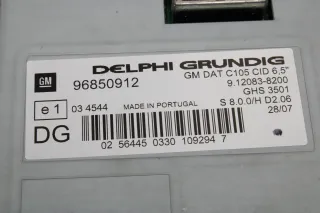 DELPHI GRUNDIG
GM
96850912
GM DAT C105 CID 6,5"
9.12083-8200
GHS 3501
e1
03 4544
MADE IN PORTUGAL
S 8.0.0/H D2.06
28/07
DG
02 56445 0330 109294 7